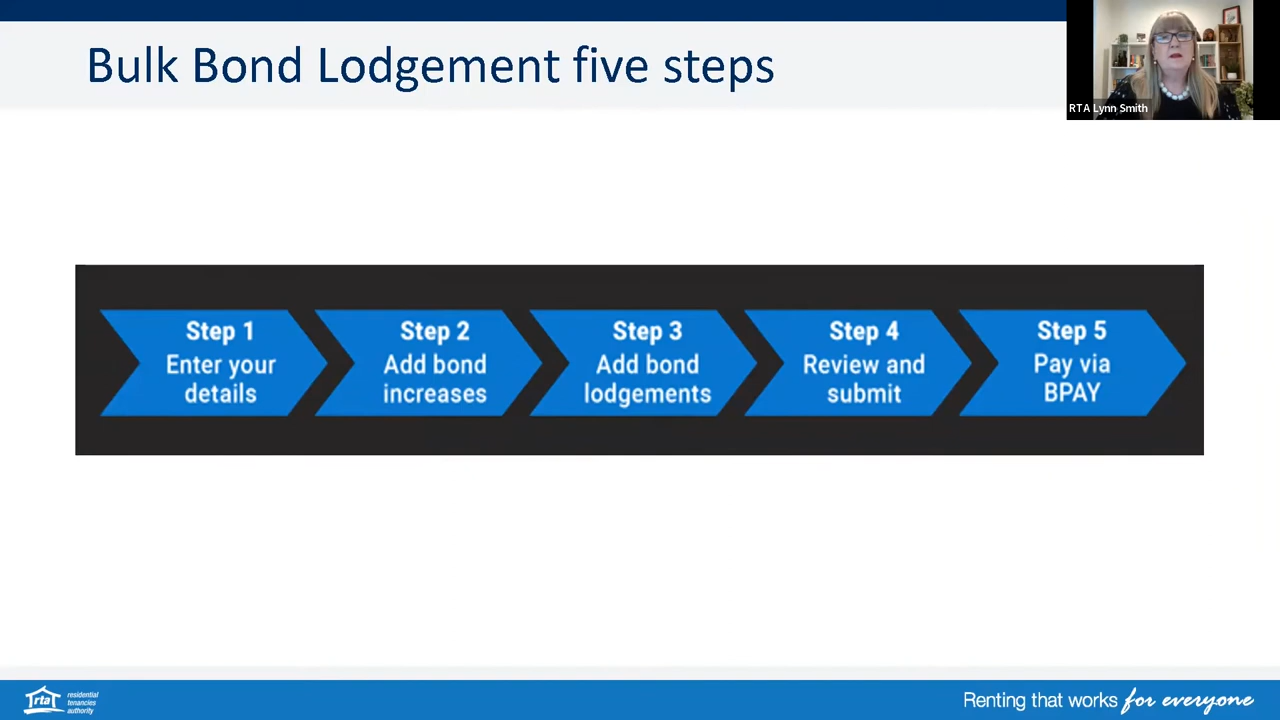 Bulk Bond Lodgement five steps
RTA Lynn Smith
Step 1
Enter your
details
Step 2
Add bond
increases
Step 3
Add bond
lodgements
Step 4
Review and
submit
Step 5
Pay via
BPAY
rta
residential
tenancies
authority
Renting that works for everyone